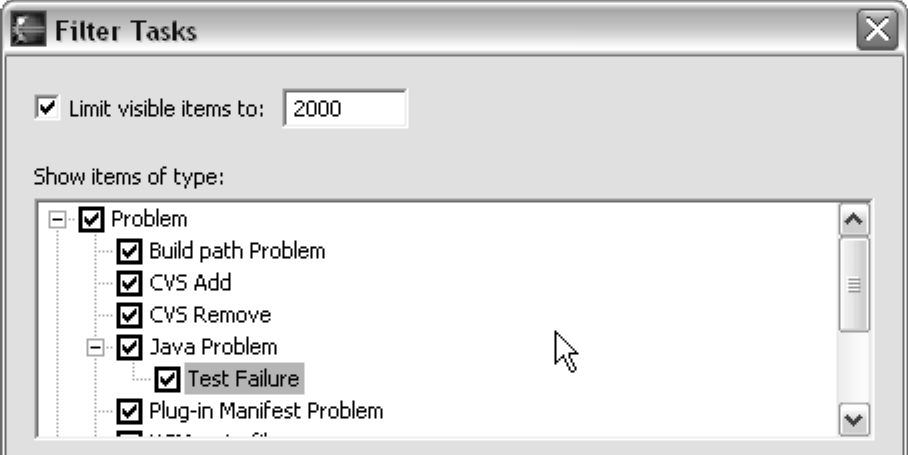 Filter Tasks
Limit visible items to: 2000
Show items of type:
Problem
Build path Problem
CVS Add
CVS Remove
Java Problem
Test Failure
Plug-in Manifest Problem